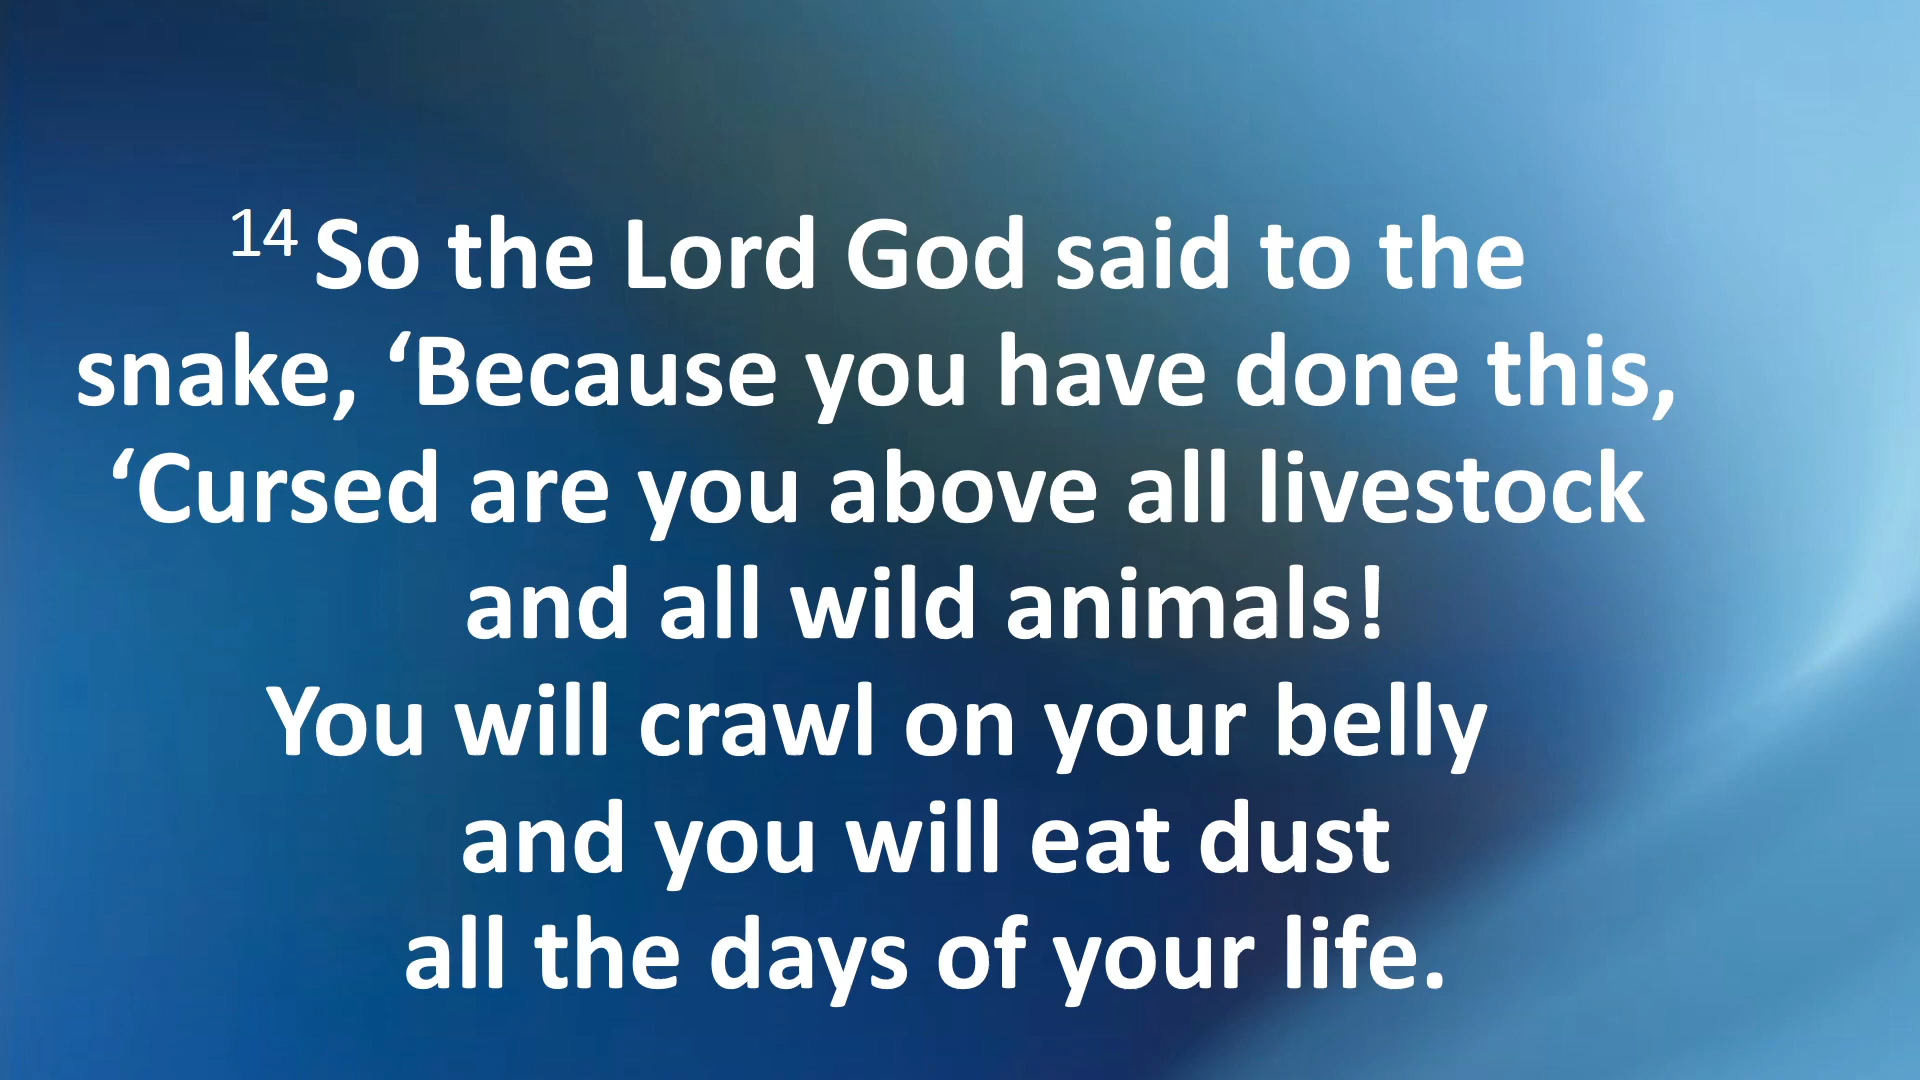 14 So the Lord God said to the
snake, ‘Because you have done this,
‘Cursed are you above all livestock
and all wild animals!
You will crawl on your belly
and you will eat dust
all the days of your life.